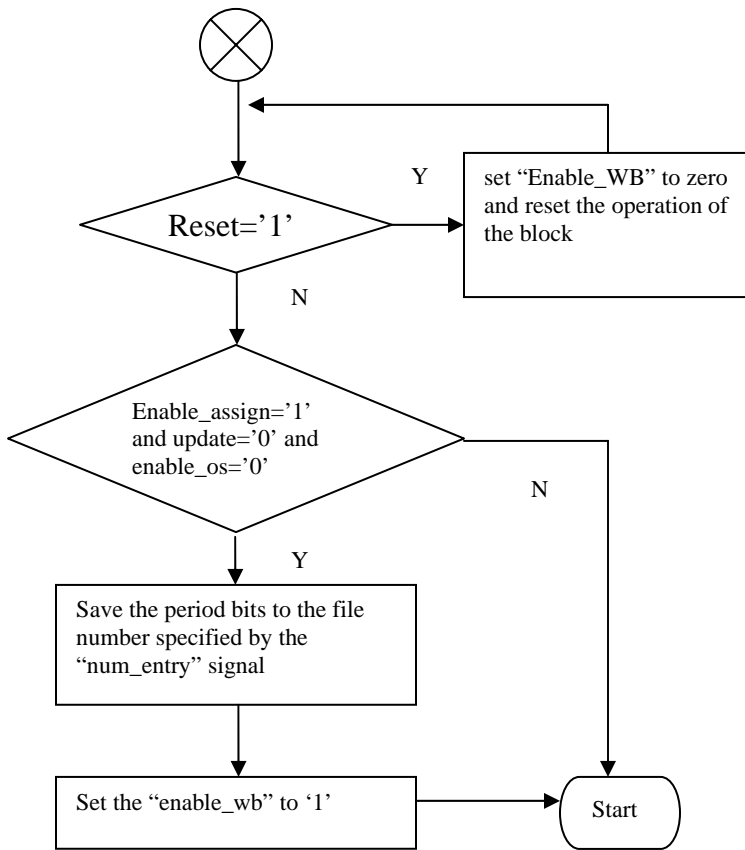 Y
set “Enable_WB” to zero
and reset the operation of
the block
Reset=’1’
N
Enable_assign=’1’
and update=’0’ and
enable_os=’0’
N
Y
Save the period bits to the file
number specified by the
“num_entry” signal
Set the “enable_wb” to ‘1’
Start